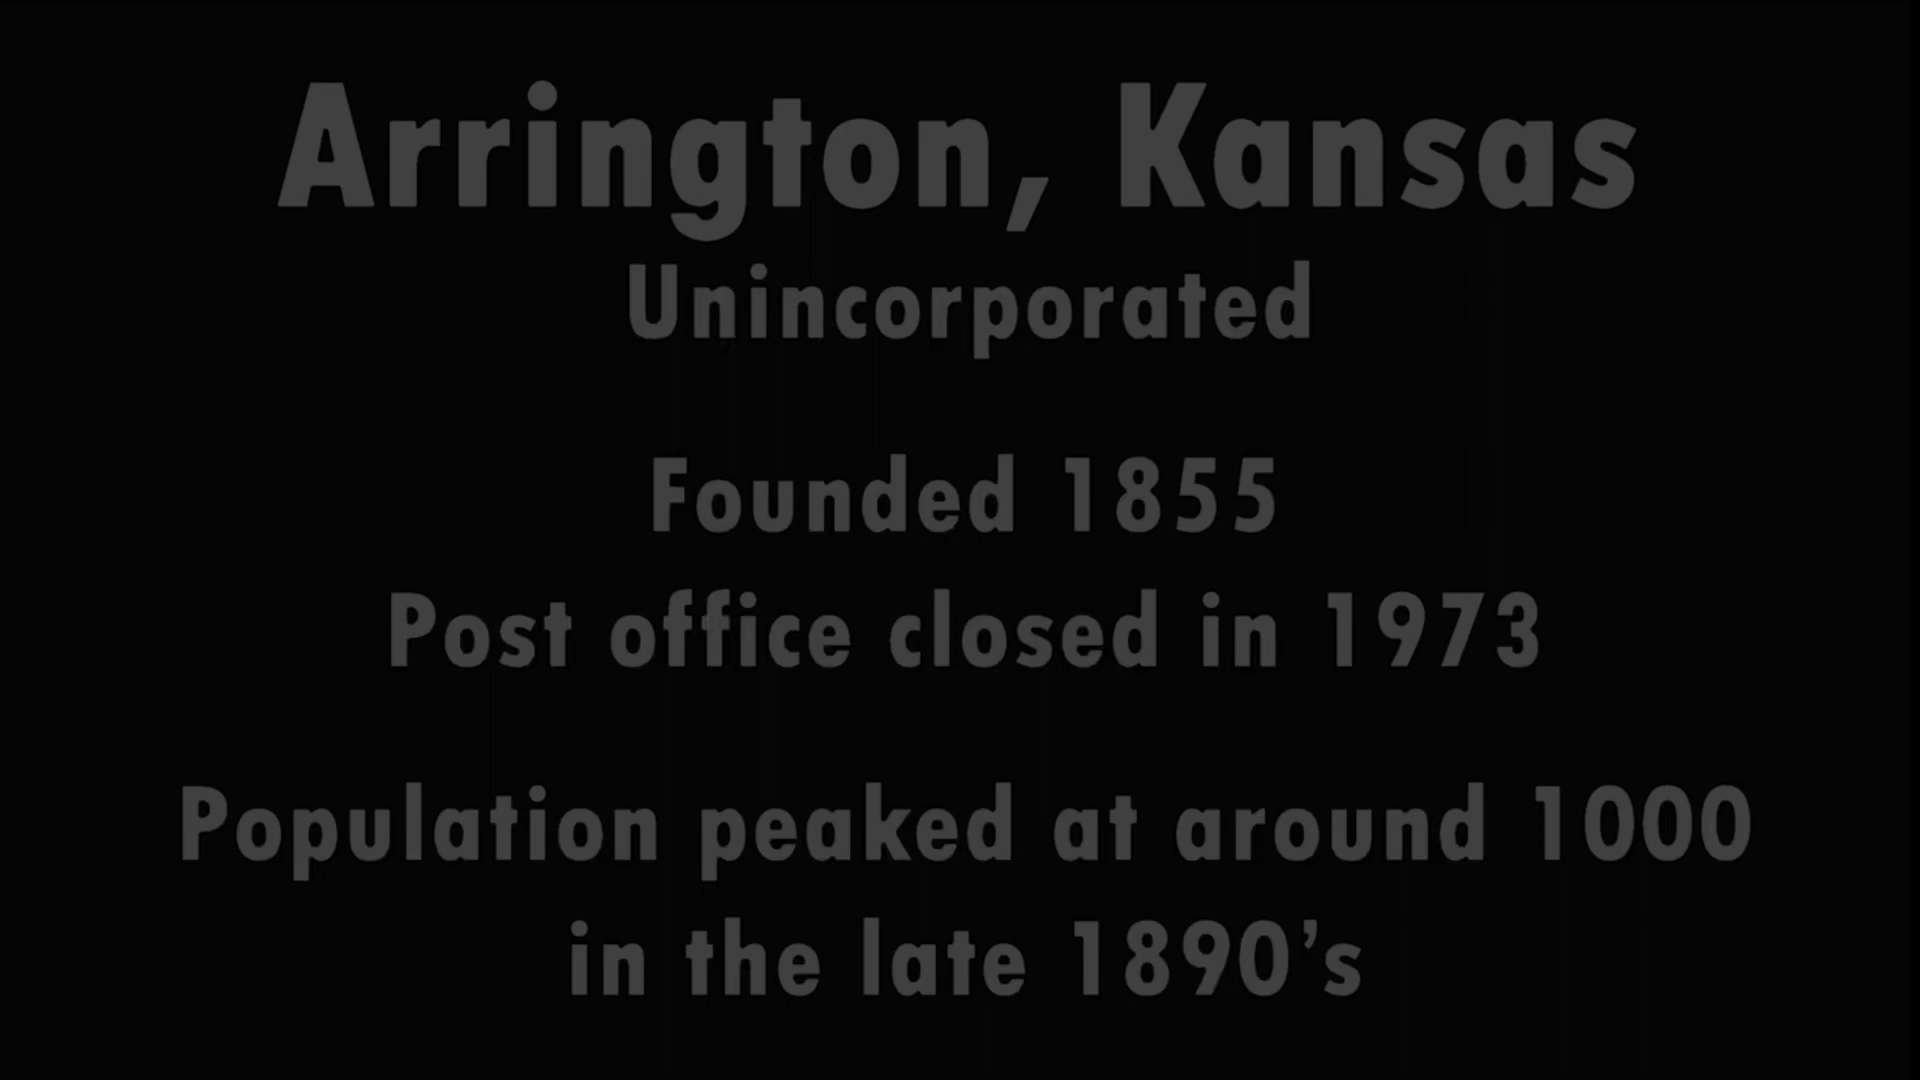 Arrington, Kansas
Unincorporated
Founded 1855
Post office closed in 1973
Population peaked at around 1000
in the late 1890’s